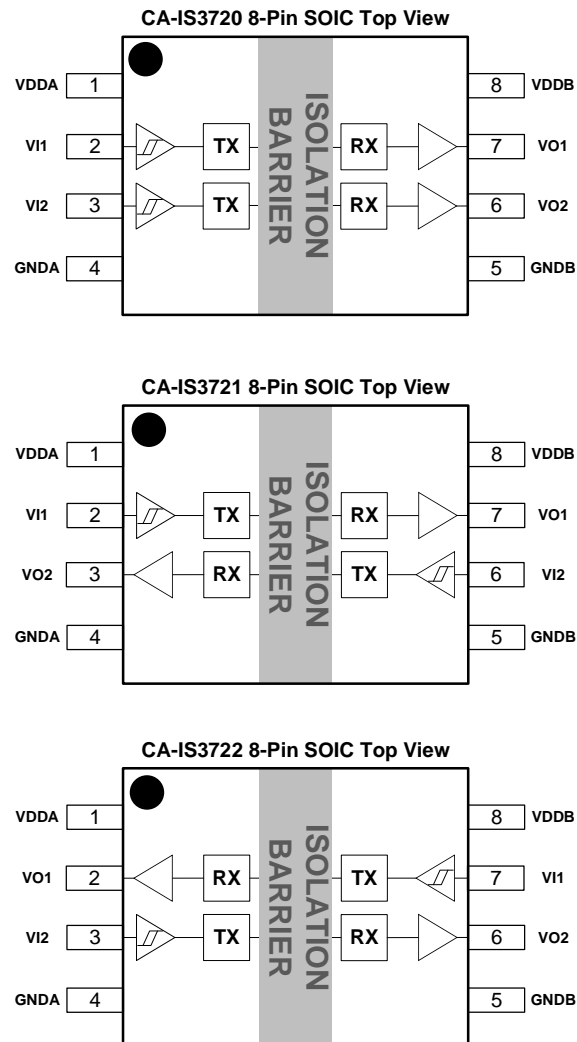 CA-IS3720 8-Pin SOIC Top View
VDDA 1 8 VDDB
VI1 2 TX RX 7 VO1
VI2 3 TX RX 6 VO2
GNDA 4 5 GNDB
ISOLATION
BARRIER
CA-IS3721 8-Pin SOIC Top View
VDDA 1 8 VDDB
VI1 2 TX RX 7 VO1
VO2 3 RX TX 6 VI2
GNDA 4 5 GNDB
ISOLATION
BARRIER
CA-IS3722 8-Pin SOIC Top View
VDDA 1 8 VDDB
VO1 2 RX TX 7 VI1
VI2 3 TX RX 6 VO2
GNDA 4 5 GNDB
ISOLATION
BARRIER